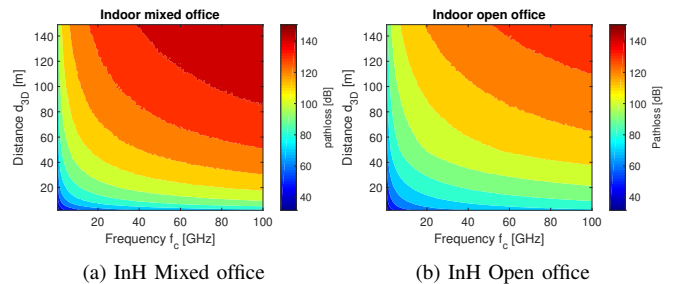 Indoor mixed office
Distance d3D [m]
140
120
100
80
60
40
20
20 40 60 80 100
Frequency fc [GHz]
140
120
100
80
60
40
pathloss [dB]
(a) InH Mixed office
Indoor open office
Distance d3D [m]
140
120
100
80
60
40
20
20 40 60 80 100
Frequency fc [GHz]
140
120
100
80
60
40
Pathloss [dB]
(b) InH Open office